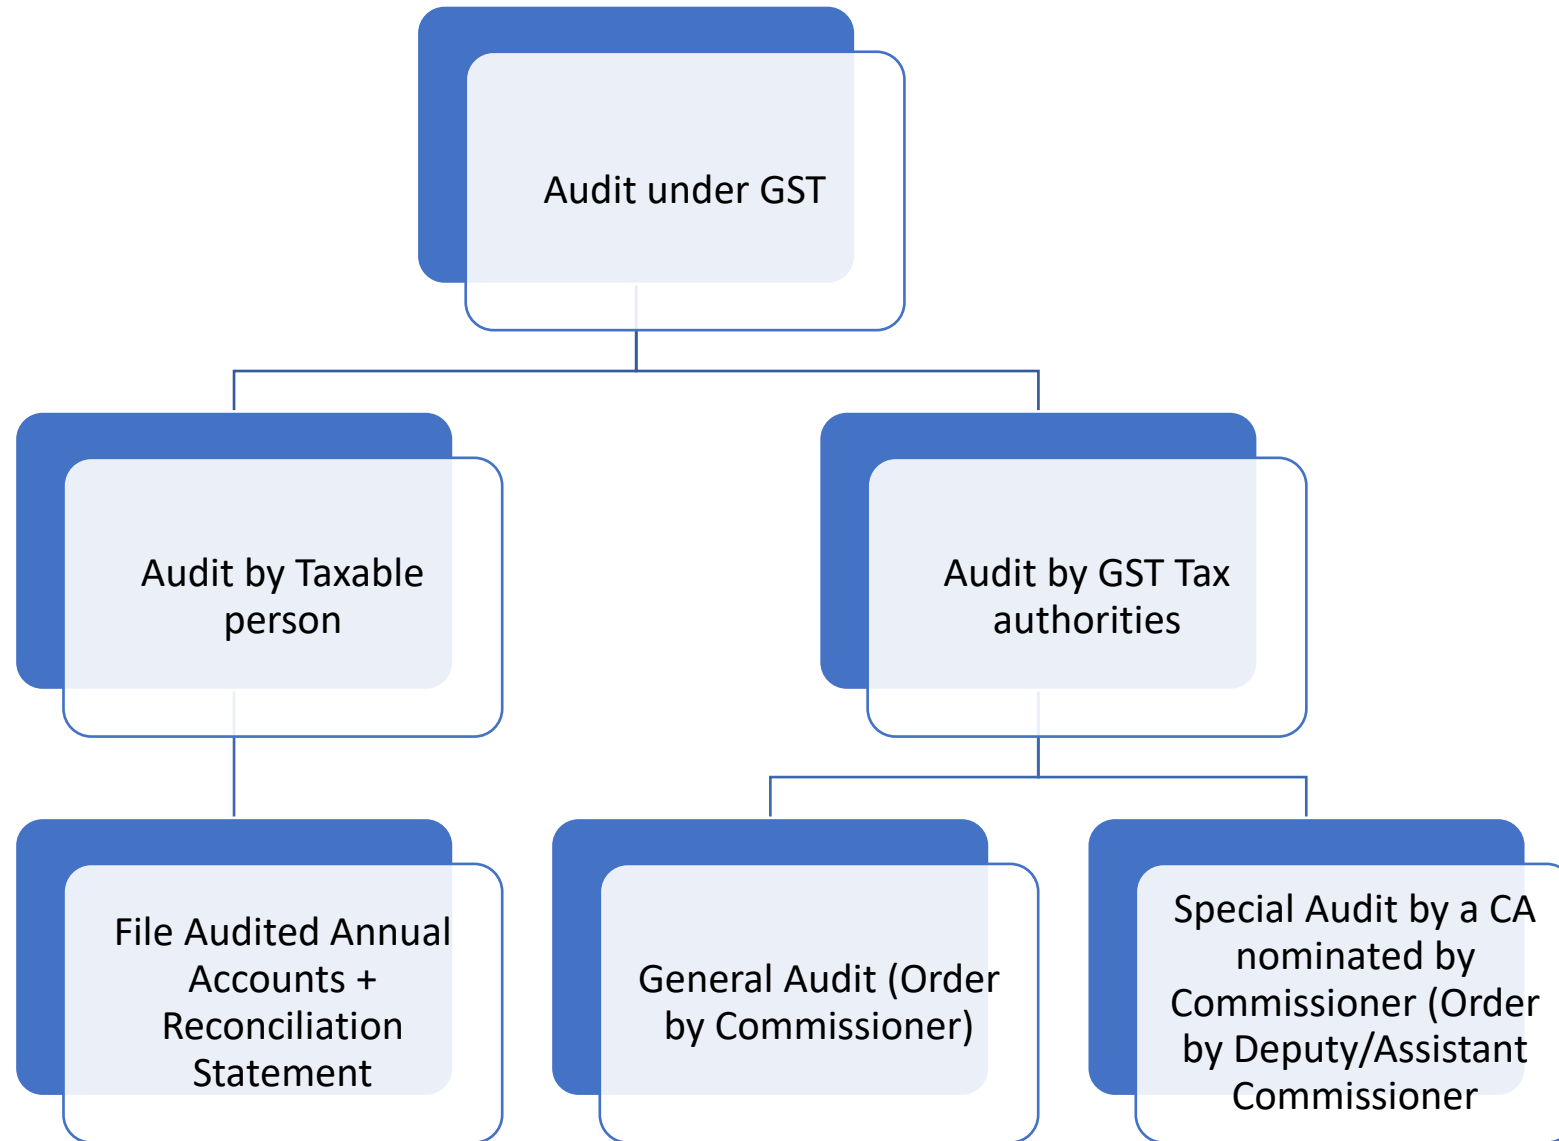 Audit under GST
Audit by Taxable
person
Audit by GST Tax
authorities
File Audited Annual
Accounts +
Reconciliation
Statement
General Audit (Order
by Commissioner)
Special Audit by a CA
nominated by
Commissioner (Order
by Deputy/Assistant
Commissioner